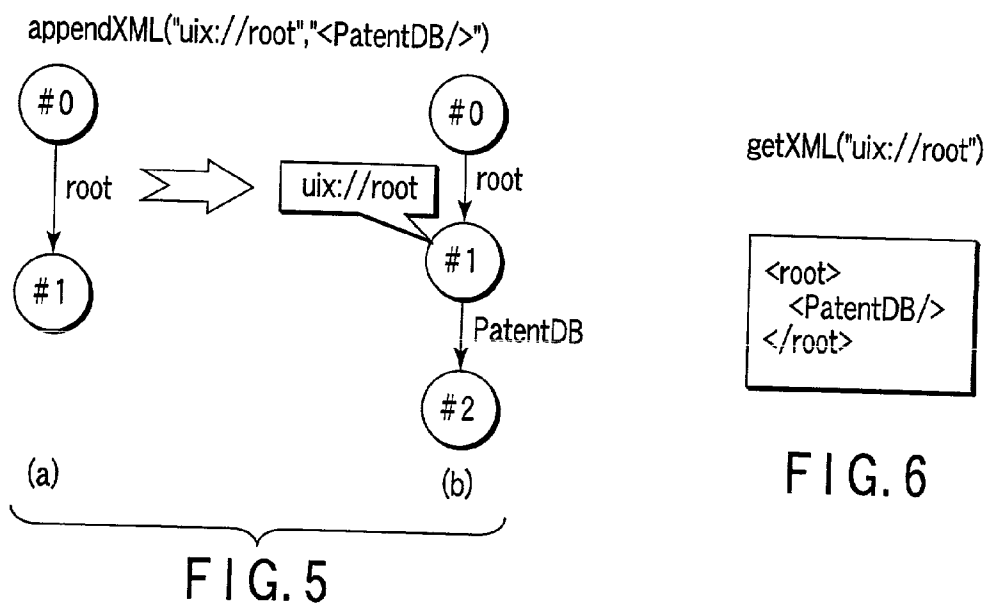 appendXML("uix://root","<PatentDB/>")
#0
root
#1
(a)
#0
root
uix://root
#1
PatentDB
#2
(b)
FIG. 5
getXML("uix://root")
<root>
<PatentDB/>
</root>
FIG. 6